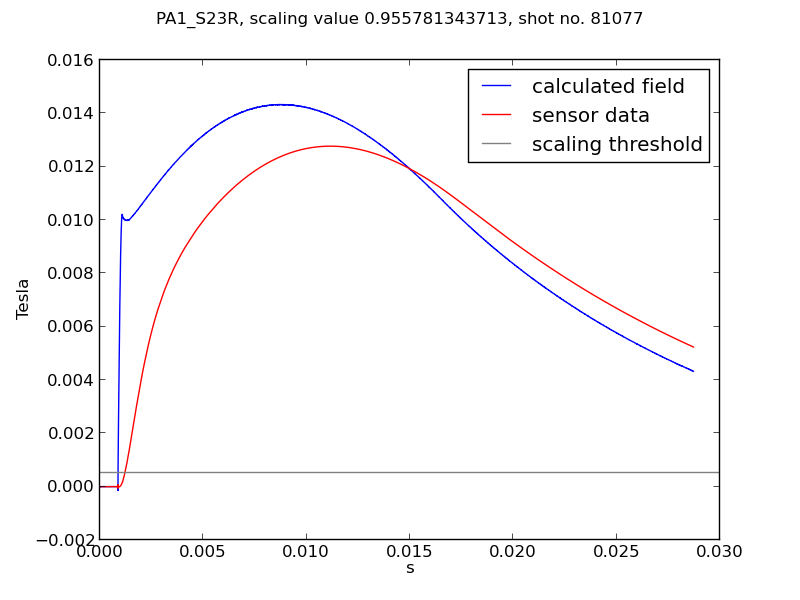 PA1_S23R, scaling value 0.955781343713, shot no. 81077
0.016
0.014
0.012
0.010
0.008
0.006
0.004
0.002
0.000
−0.002
Tesla
calculated field
sensor data
scaling threshold
0.000 0.005 0.010 0.015 0.020 0.025 0.030
s